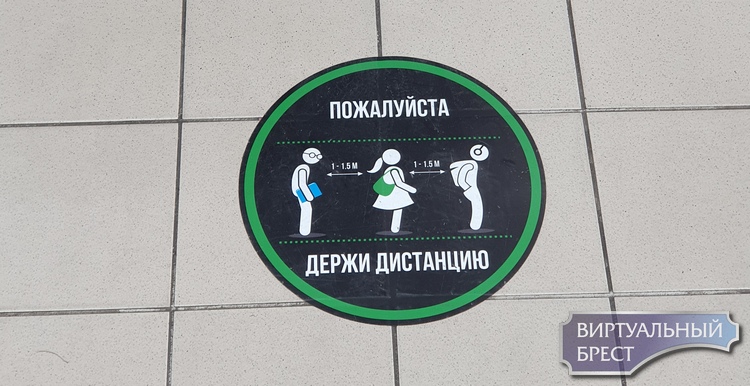 ПОЖАЛУЙСТА
1 - 1.5 М
1 - 1.5 М
ДЕРЖИ ДИСТАНЦИЮ
ВИРТУАЛЬНЫЙ
БРЕСТ